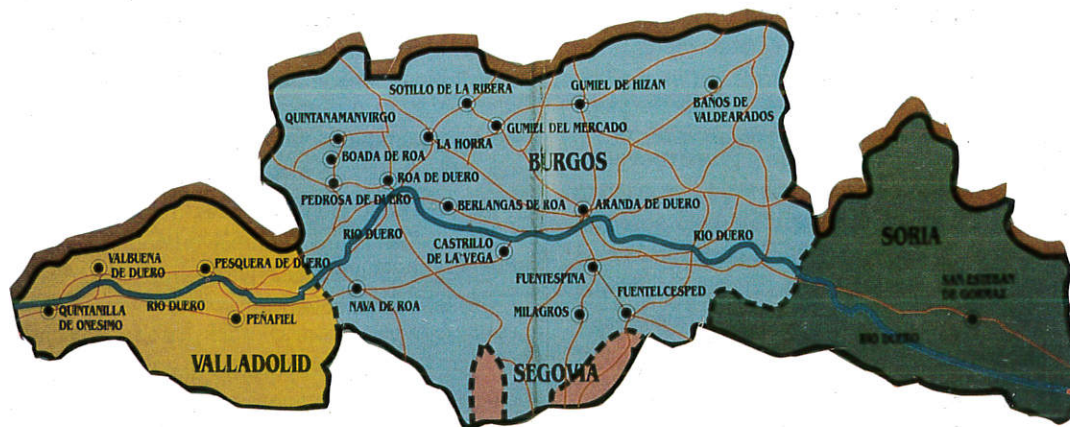 SOTILLO DE LA RIBERA
GUMIEL DE HIZAN
BAÑOS DE
VALDEARADOS
QUINTANAMANVIRGO
GUMIEL DEL MERCADO
LA HORRA
BURGOS
BOADA DE ROA
ROA DE DUERO
PEDROSA DE DUERO
BERLANGAS DE ROA
ARANDA DE DUERO
RIO DUERO
RIO DUERO
SORIA
CASTRILLO
DE LA VEGA
VALBUENA
DE DUERO
PESQUERA DE DUERO
FUENTESPINA
SAN ESTEBAN
DE GORMAZ
NAVA DE ROA
FUENTELCESPED
QUINTANILLA
DE ONESIMO
RIO DUERO
PEÑAFIEL
MILAGROS
RIO DUERO
VALLADOLID
SEGOVIA